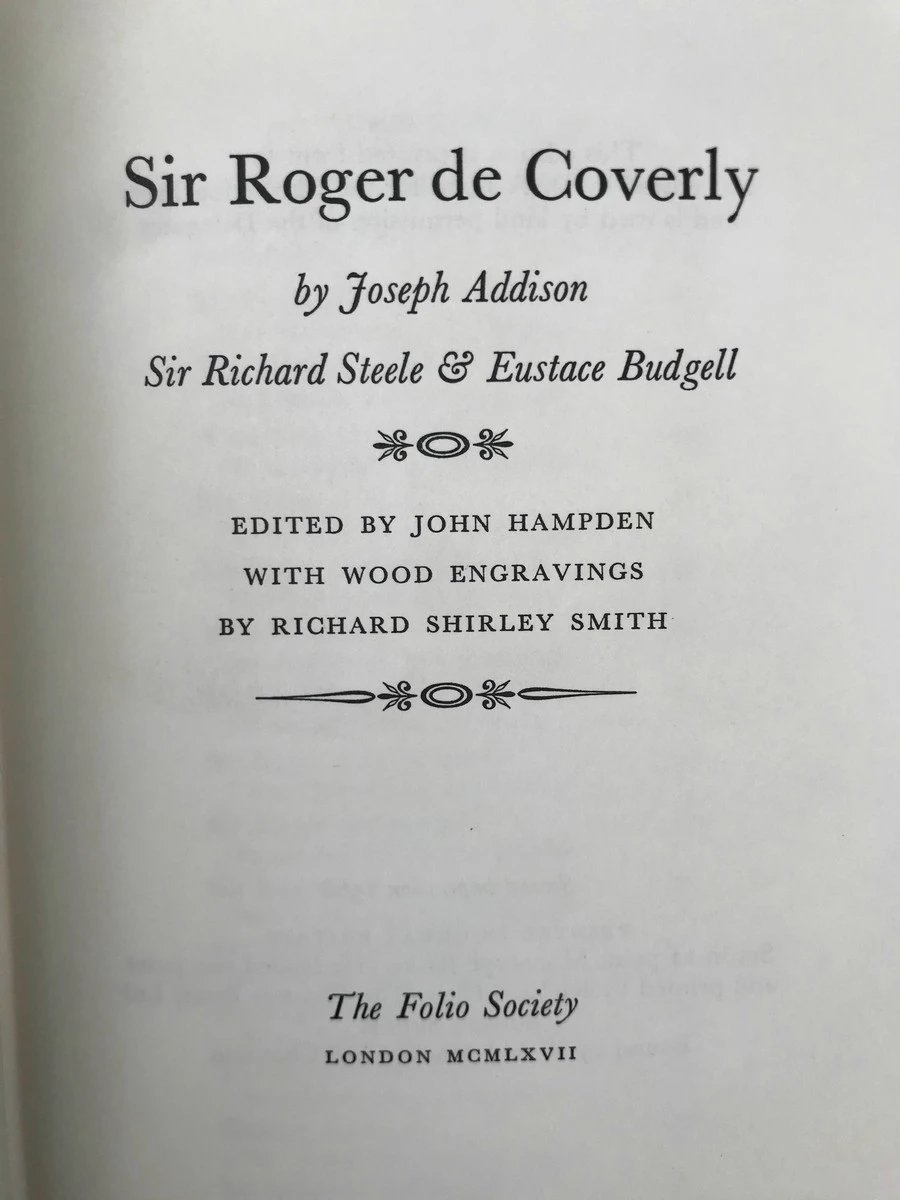 Sir Roger de Coverly
by Joseph Addison
Sir Richard Steele & Eustace Budgell
EDITED BY JOHN HAMPDEN
WITH WOOD ENGRAVINGS
BY RICHARD SHIRLEY SMITH
The Folio Society
LONDON MCMLXVII